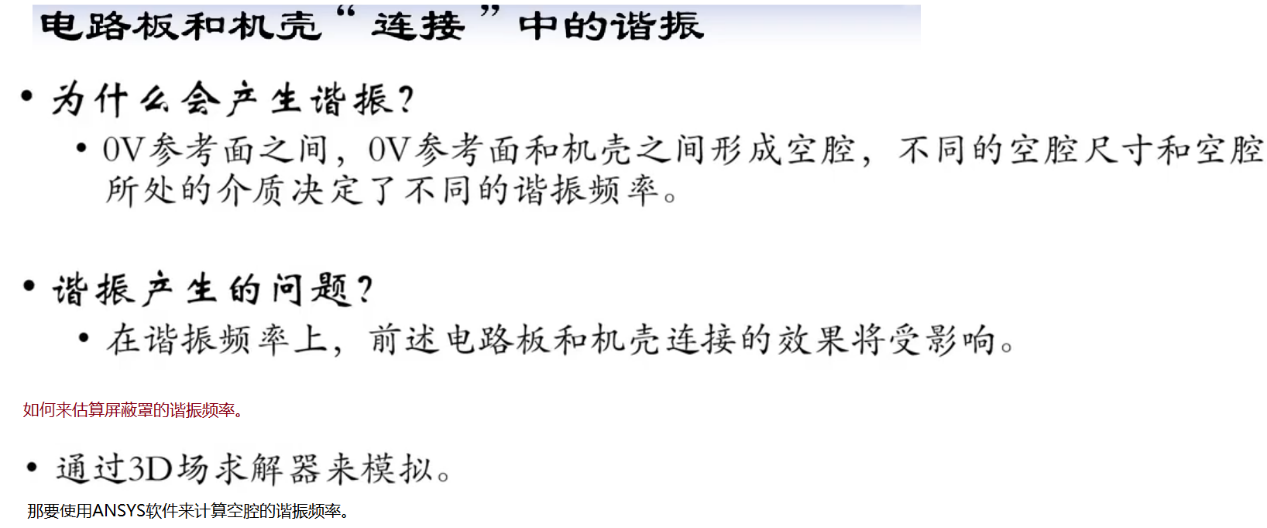 电路板和机壳“连接”中的谐振
• 为什么会产生谐振？
• 0V参考面之间，0V参考面和机壳之间形成空腔，不同的空腔尺寸和空腔
所处的介质决定了不同的谐振频率。
• 谐振产生的问题？
• 在谐振频率上，前述电路板和机壳连接的效果将受影响。
如何来估算屏蔽罩的谐振频率。
• 通过3D场求解器来模拟。
那要使用ANSYS软件来计算空腔的谐振频率。